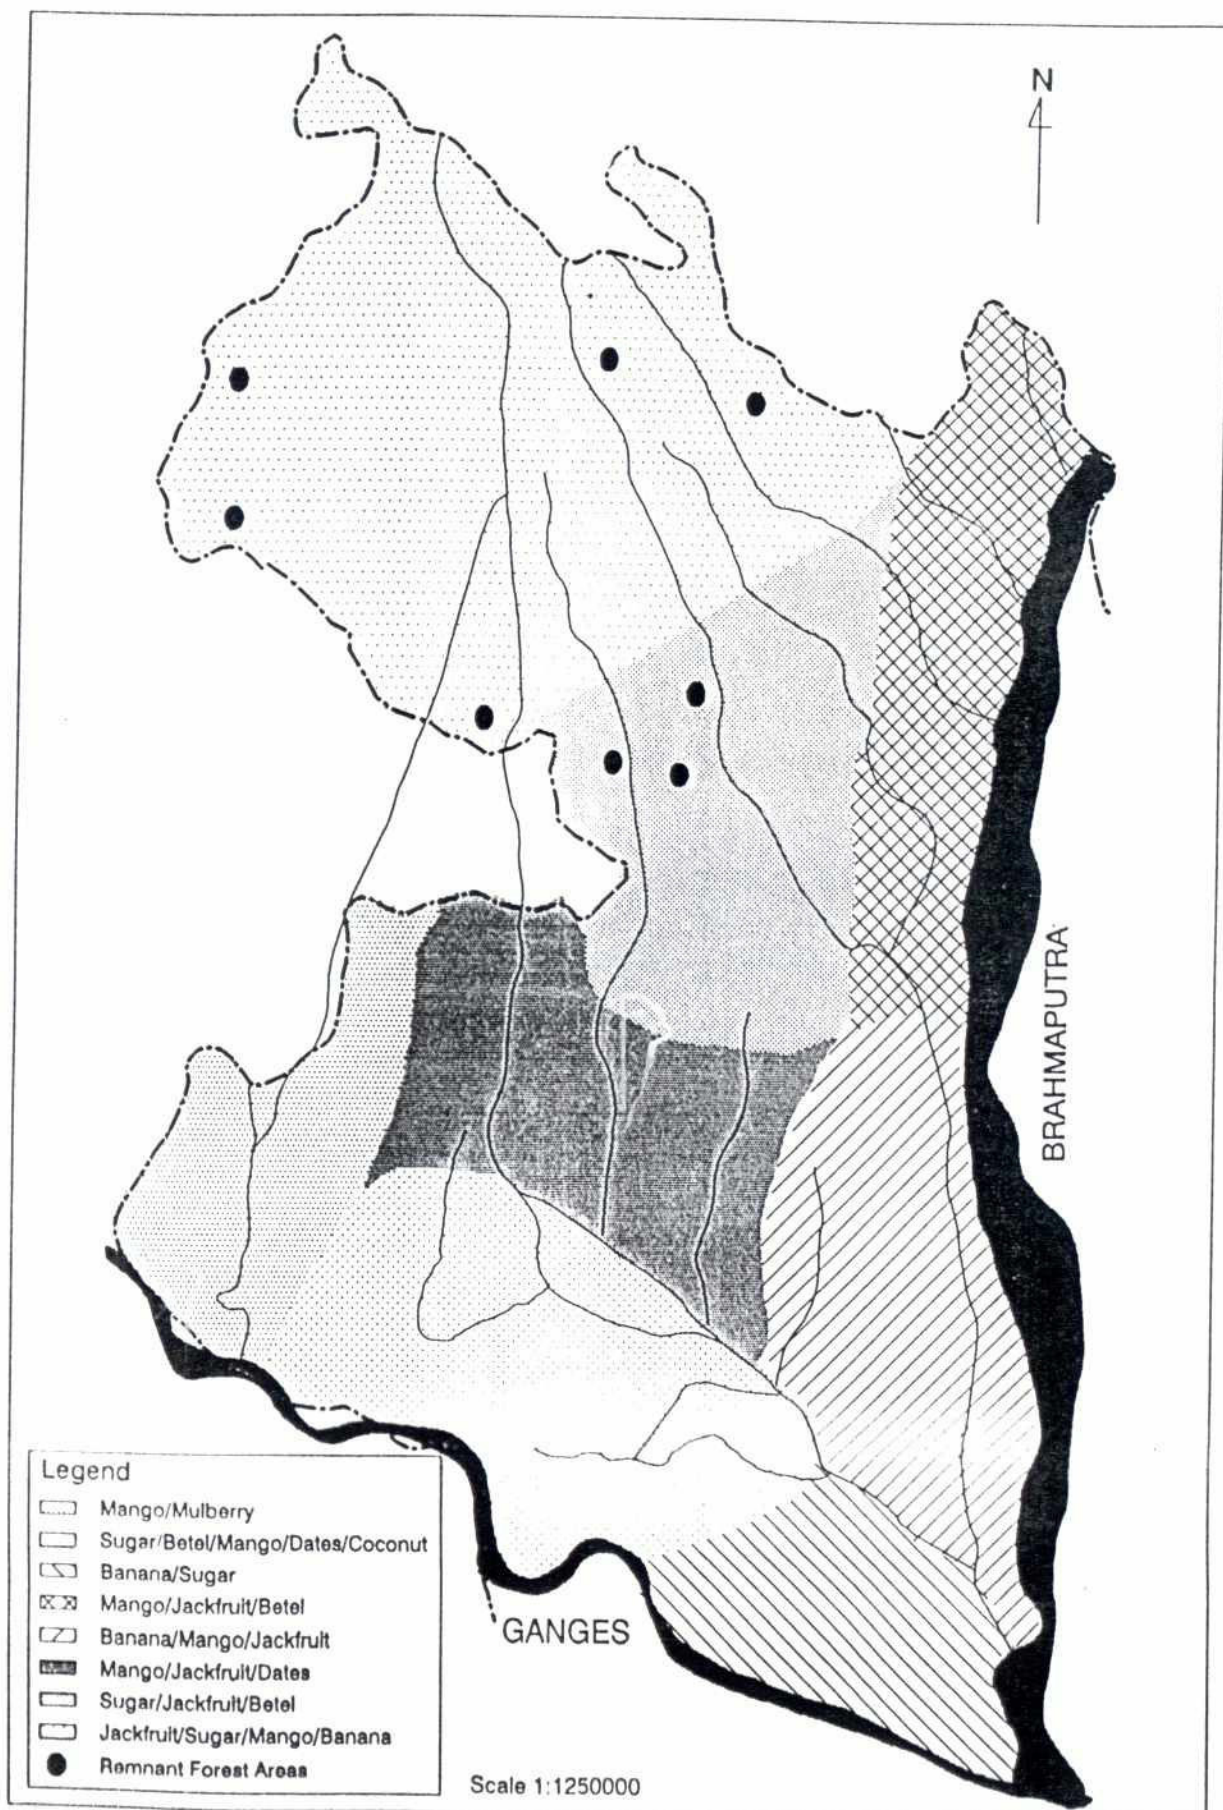 N
BRAHMAPUTRA
GANGES
Legend
Mango/Mulberry
Sugar/Betel/Mango/Dates/Coconut
Banana/Sugar
Mango/Jackfruit/Betel
Banana/Mango/Jackfruit
Mango/Jackfruit/Dates
Sugar/Jackfruit/Betel
Jackfruit/Sugar/Mango/Banana
Remnant Forest Areas
Scale 1:1250000